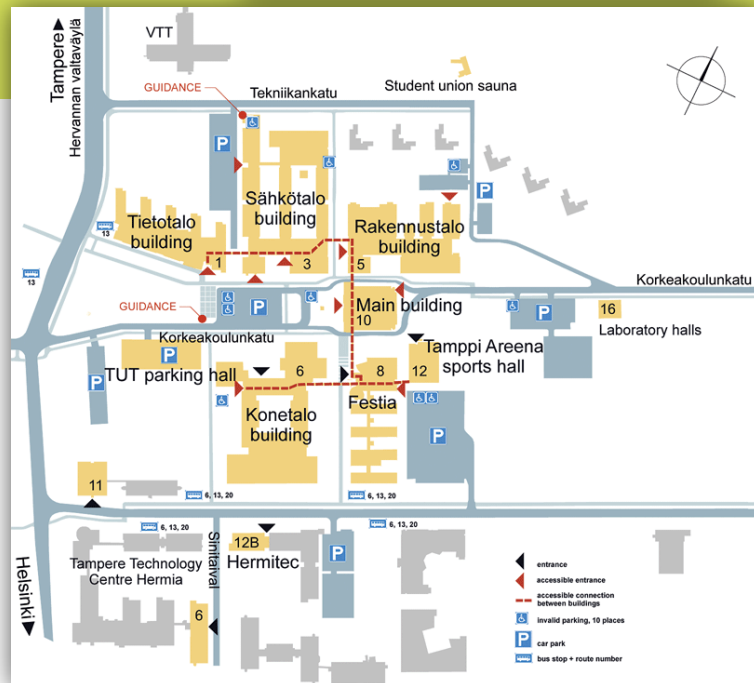 VTT
Tampere
Hervannan valtaväylä
GUIDANCE
Tekniikankatu
Student union sauna
P
Sähkötalo
building
Tietotalo
building
Rakennustalo
building
P
13
13
1
3
5
Korkeakoulunkatu
GUIDANCE
P
Main building
10
P
16
Laboratory halls
Korkeakoulunkatu
TUT parking hall
P
6
8
12
Tamppi Areena
sports hall
Konetalo
building
Festia
P
11
6, 13, 20
6, 13, 20
6, 13, 20
6, 13, 20
Sinitaival
12B
Hermitec
P
Tampere Technology
Centre Hermia
6
Helsinki
entrance
accessible entrance
accessible connection
between buildings
invalid parking, 10 places
P
car park
bus stop + route number